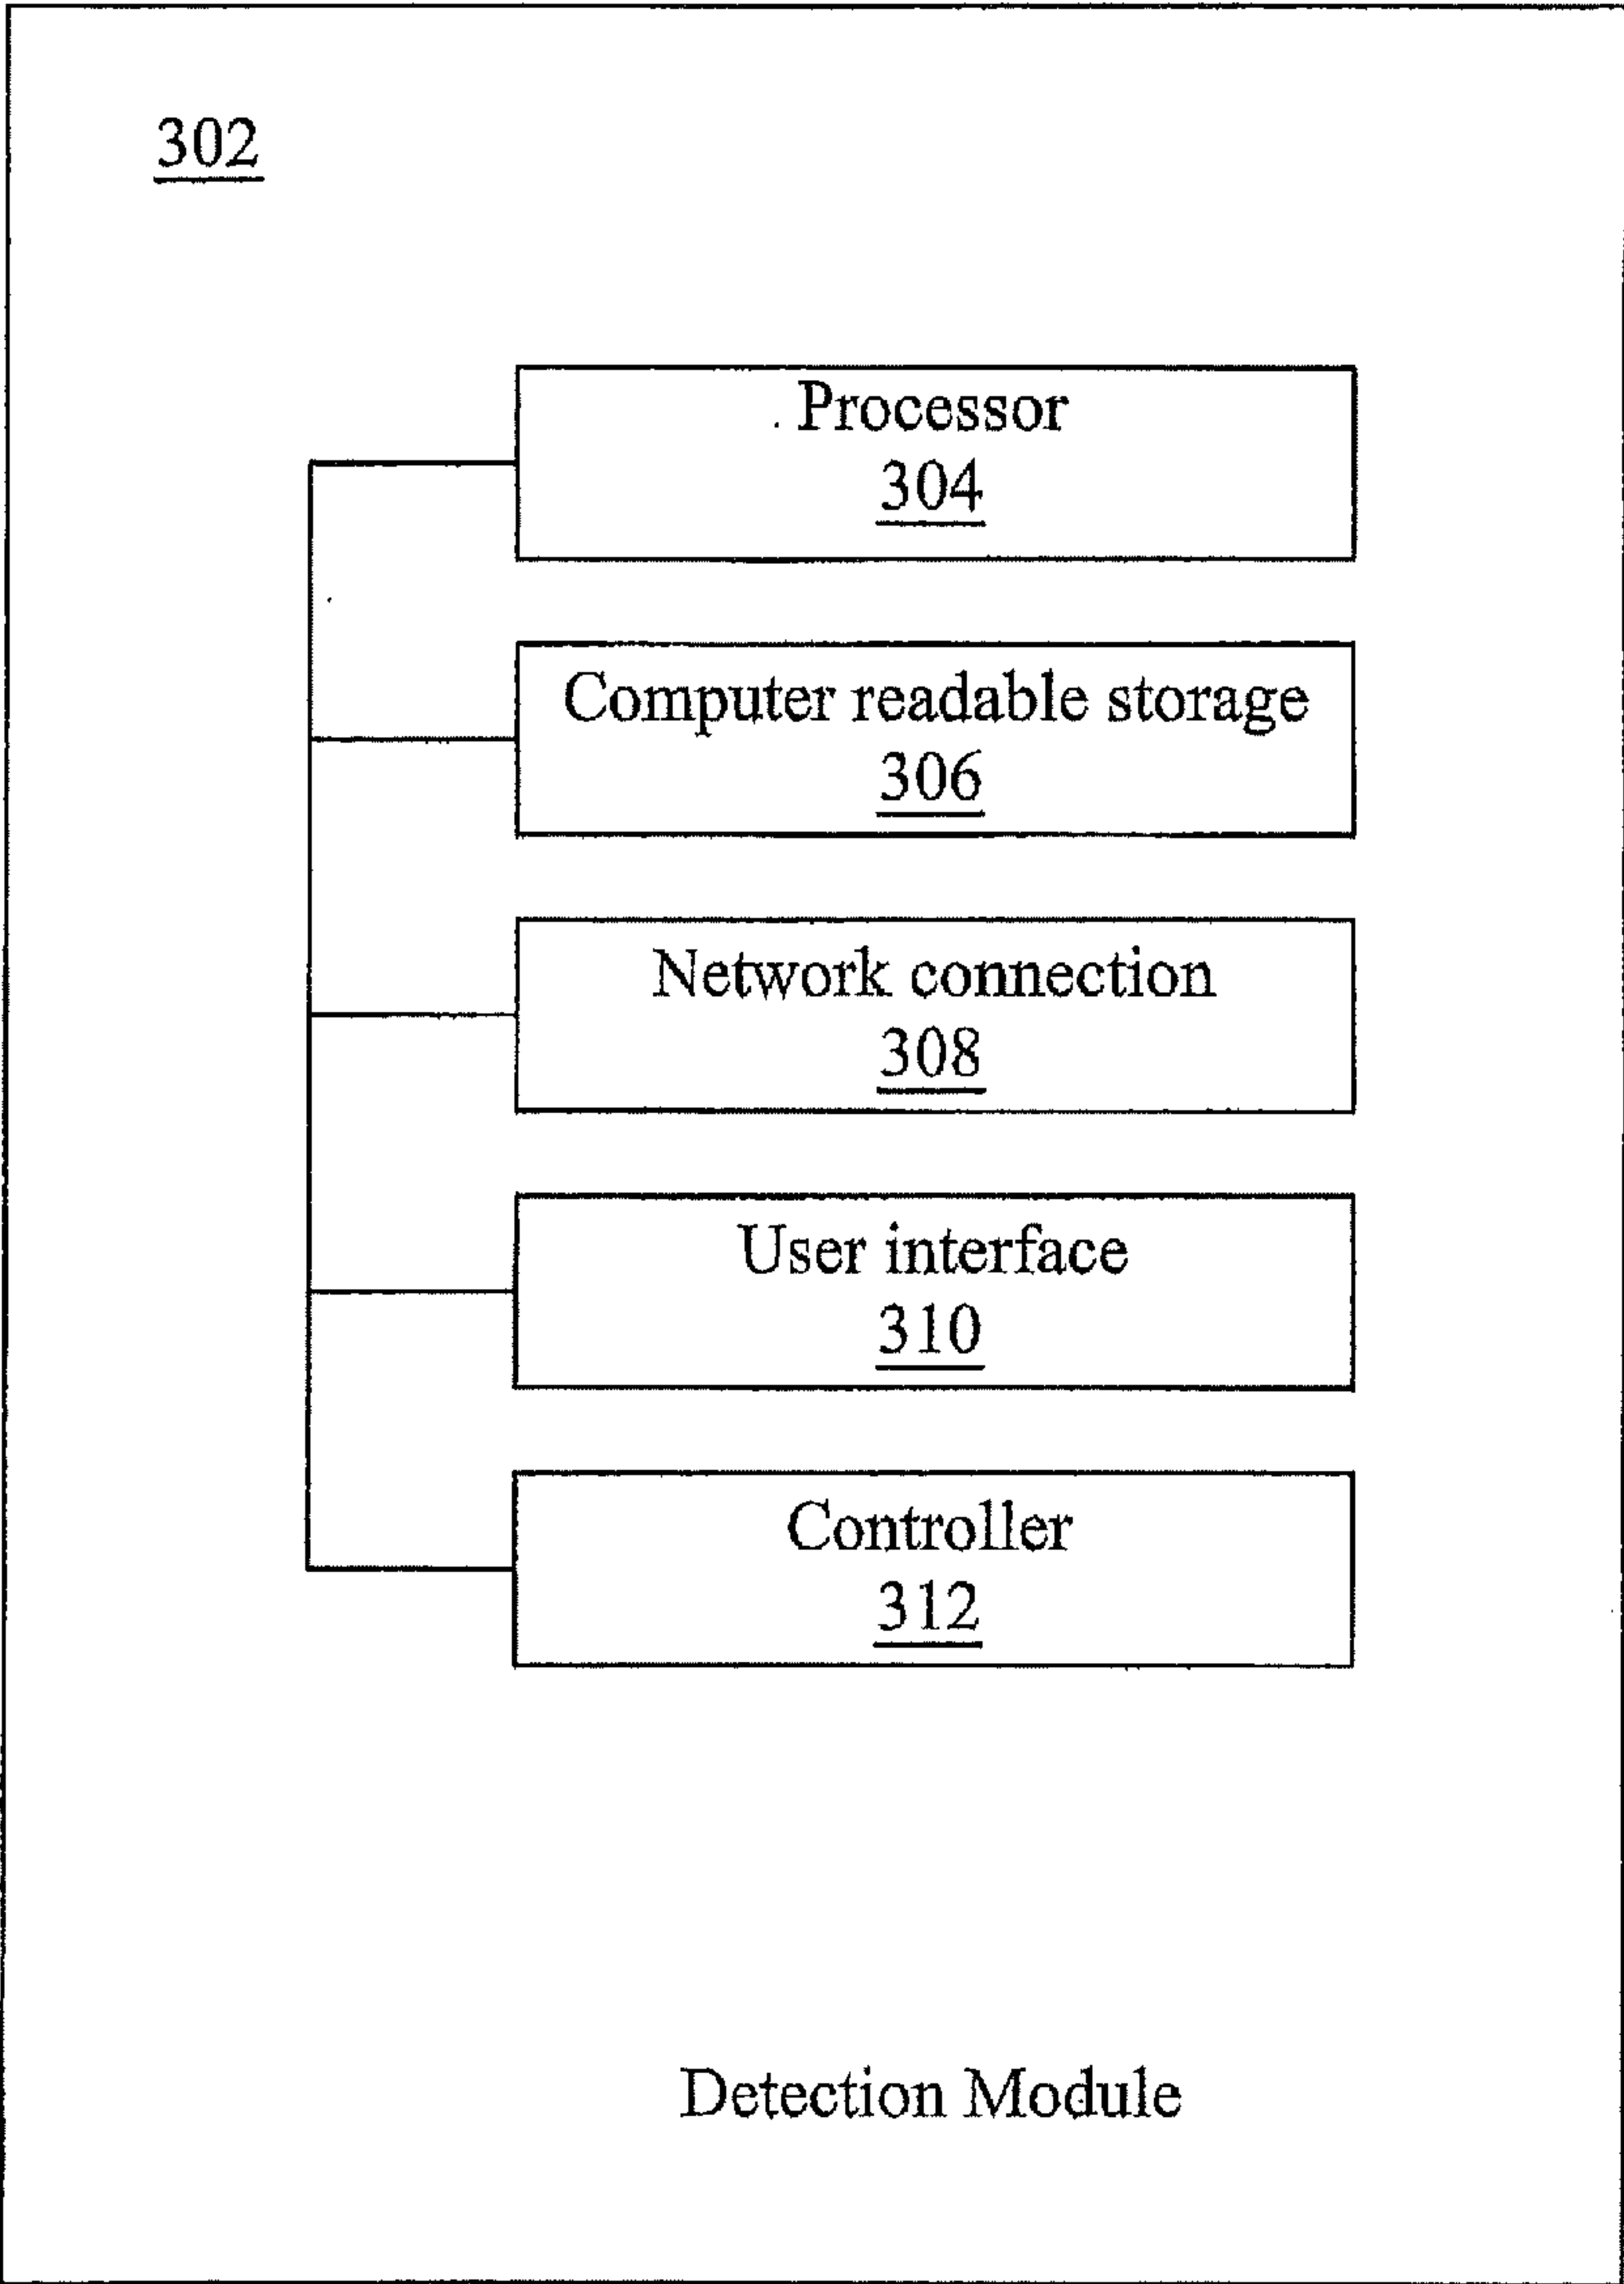 302
Processor
304
Computer readable storage
306
Network connection
308
User interface
310
Controller
312
Detection Module